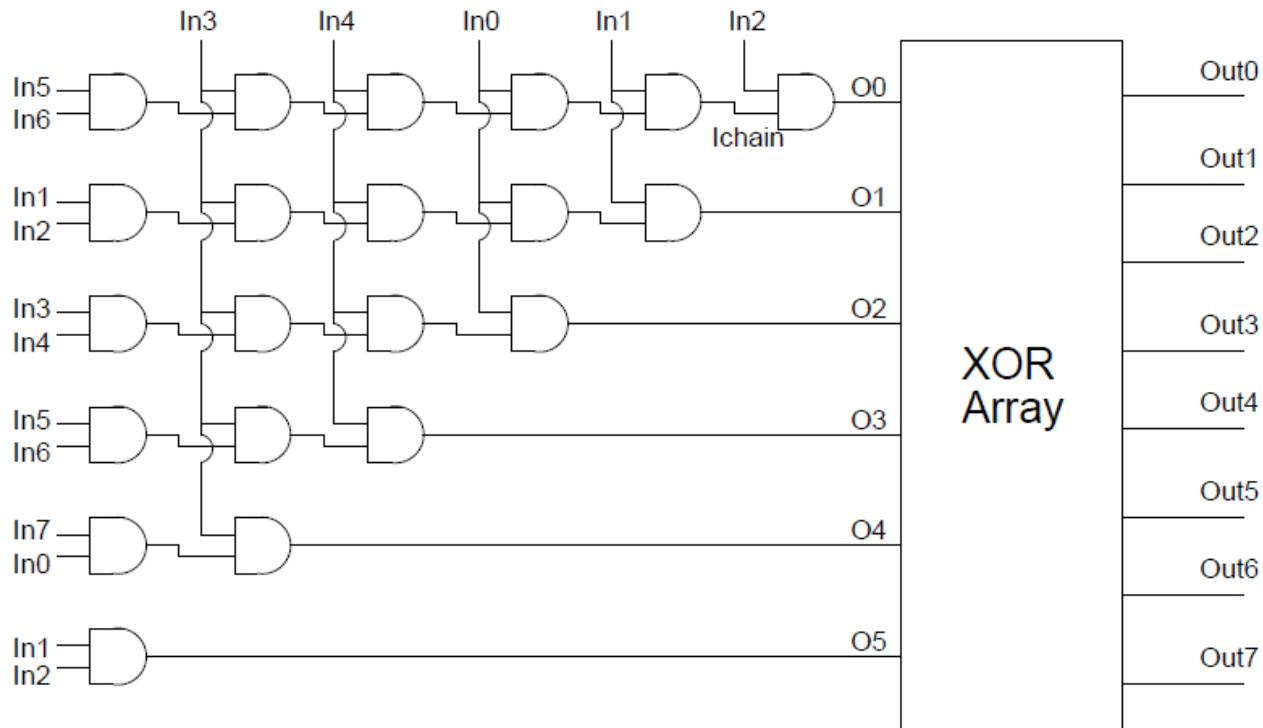 In3 In4 In0 In1 In2
In5
In6
O0
Out0
Ichain
Out1
In1
In2
O1
Out2
In3
In4
O2
Out3
XOR
Array
Out4
In5
In6
O3
Out5
In7
In0
O4
Out6
In1
In2
O5
Out7